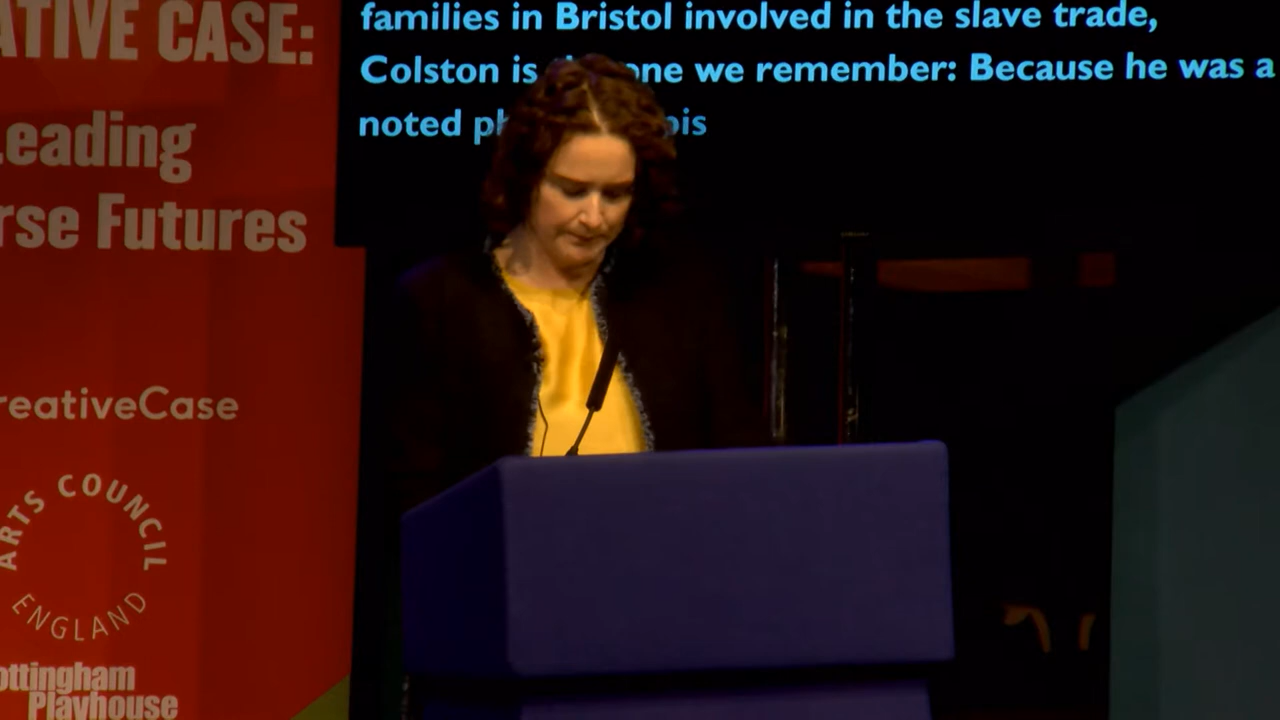 ATIVE CASE:
Leading
rse Futures
reativeCase
ARTS COUNCIL
ENGLAND
ottingham
Playhouse
families in Bristol involved in the slave trade,
Colston is one we remember: Because he was a
noted